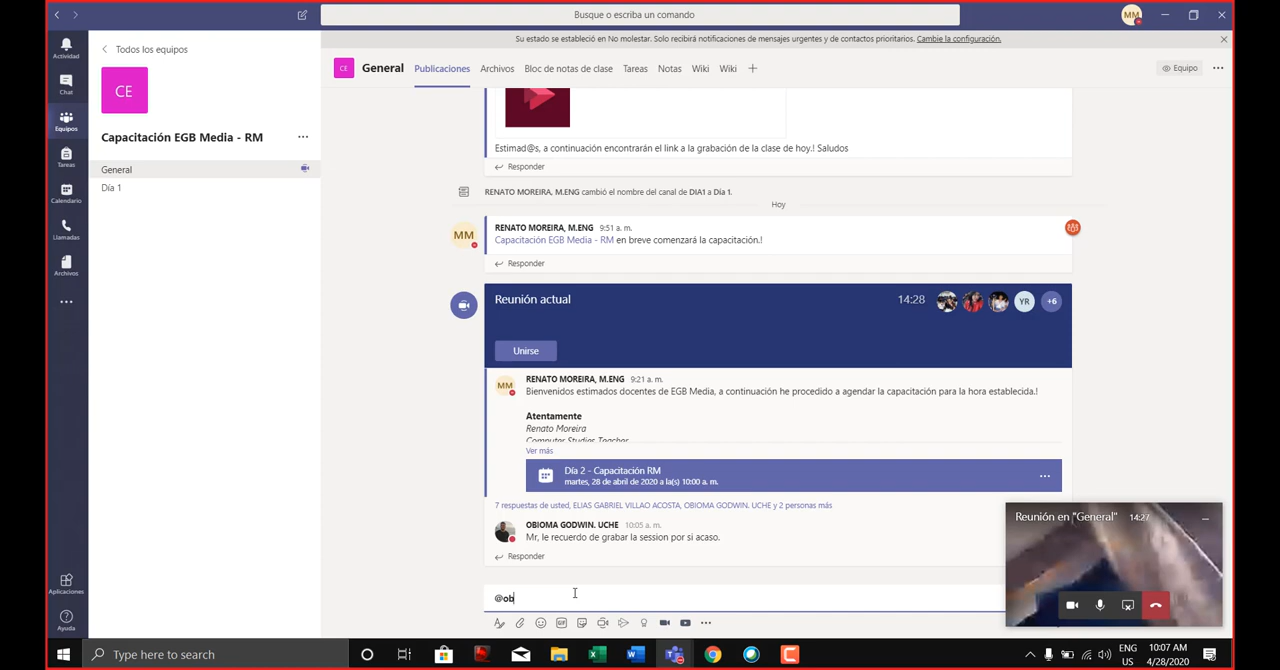 Busque o escriba un comando
MM
Su estado se estableció en No molestar. Solo recibirá notificaciones de mensajes urgentes y de contactos prioritarios. Cambie la configuración.
Actividad
Chat
Equipos
Tareas
Calendario
Llamadas
Archivos
Aplicaciones
Ayuda
Todos los equipos
CE
Capacitación EGB Media - RM
General
Día 1
CE General Publicaciones Archivos Bloc de notas de clase Tareas Notas Wiki Wiki
Equipo
Estimad@s, a continuación encontrarán el link a la grabación de la clase de hoy.! Saludos
Responder
RENATO MOREIRA, M.ENG cambió el nombre del canal de DIA1 a Día 1.
Hoy
MM
RENATO MOREIRA, M.ENG 9:51 a. m.
Capacitación EGB Media - RM en breve comenzará la capacitación.!
Responder
Reunión actual 14:28 YR +6
Unirse
MM
RENATO MOREIRA, M.ENG 9:21 a. m.
Bienvenidos estimados docentes de EGB Media, a continuación he procedido a agendar la capacitación para la hora establecida.!
Atentamente
Renato Moreira
Computer Studies Teacher
Ver más
Día 2 - Capacitación RM
martes, 28 de abril de 2020 a la(s) 10:00 a. m.
7 respuestas de usted, ELIAS GABRIEL VILLAO ACOSTA, OBIOMA GODWIN. UCHE y 2 personas más
OBIOMA GODWIN. UCHE 10:05 a. m.
Mr, le recuerdo de grabar la session por si acaso.
Responder
@ob
GIF
Reunión en "General" 14:27
Type here to search
ENG
US
10:07 AM
4/28/2020